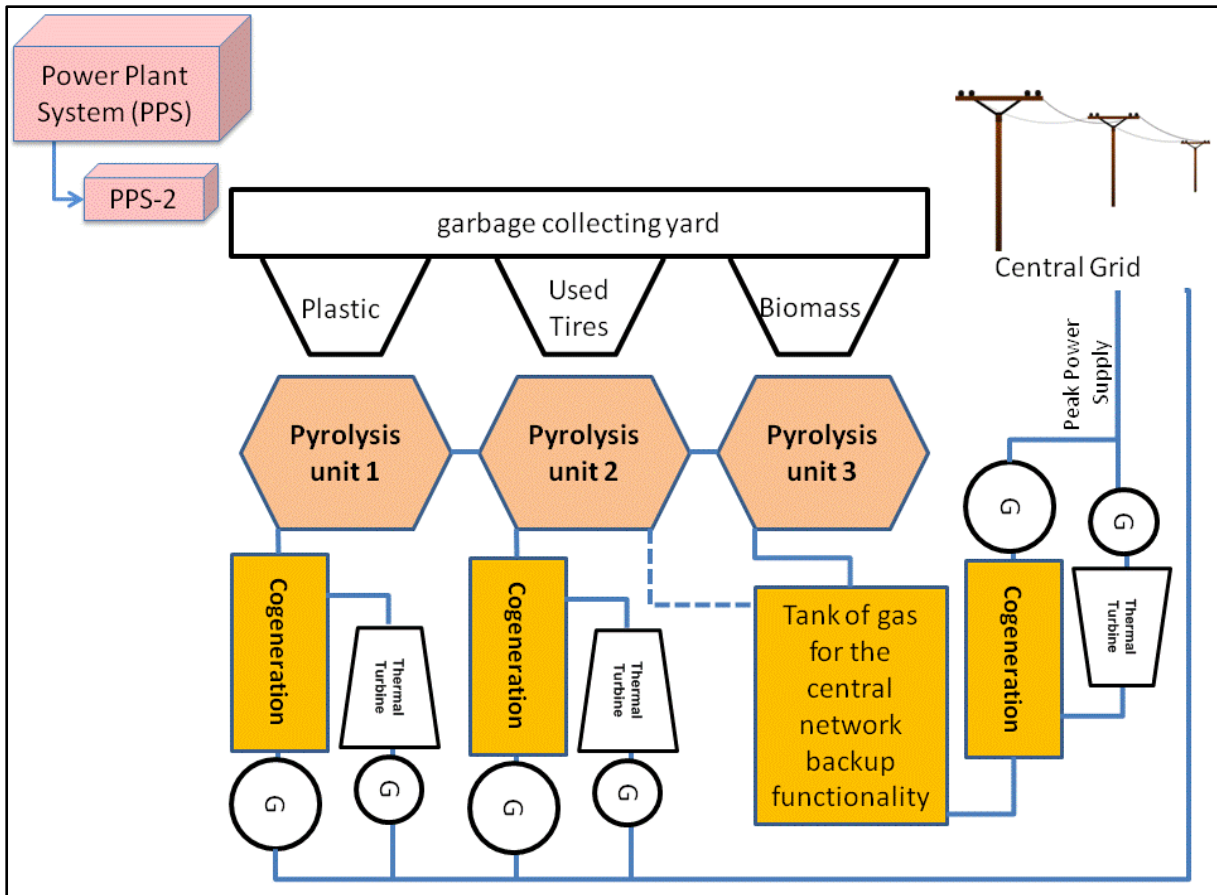 Power Plant
System (PPS)
PPS-2
garbage collecting yard
Plastic
Used
Tires
Biomass
Central Grid
Peak Power
Supply
Pyrolysis
unit 1
Pyrolysis
unit 2
Pyrolysis
unit 3
G
G
Cogeneration
Thermal
Turbine
Cogeneration
Thermal
Turbine
Tank of gas
for the
central
network
backup
functionality
Cogeneration
Thermal
Turbine
G
G
G
G